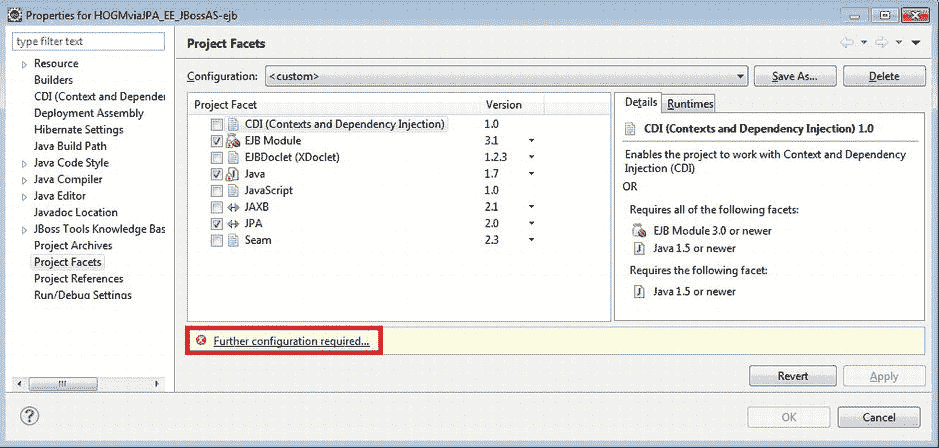 Properties for HOGMviaJPA_EE_JBossAS-ejb
type filter text
Resource
Builders
CDI (Context and Depender
Deployment Assembly
Hibernate Settings
Java Build Path
Java Code Style
Java Compiler
Java Editor
Javadoc Location
JBoss Tools Knowledge Bas
Project Archives
Project Facets
Project References
Run/Debug Settings
Project Facets
Configuration: <custom> Save As... Delete
Project Facet Version
CDI (Contexts and Dependency Injection) 1.0
EJB Module 3.1
EJBDoclet (XDoclet) 1.2.3
Java 1.7
JavaScript 1.0
JAXB 2.1
JPA 2.0
Seam 2.3
Details Runtimes
CDI (Contexts and Dependency Injection) 1.0
Enables the project to work with Context and Dependency
Injection (CDI)
OR
Requires all of the following facets:
EJB Module 3.0 or newer
Java 1.5 or newer
Requires the following facet:
Java 1.5 or newer
Further configuration required...
Revert Apply
OK Cancel